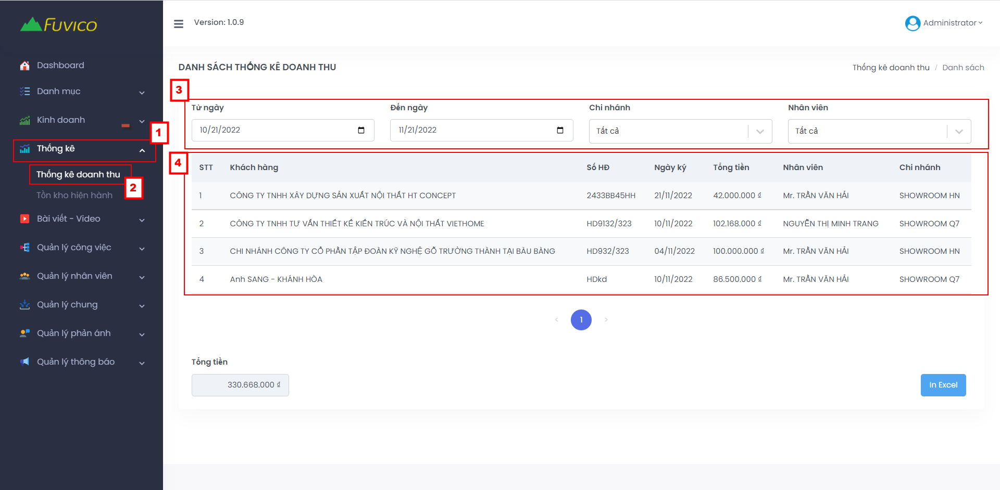 FUVICO
Version: 1.0.9
Administrator
Dashboard
Danh mục
Kinh doanh
1
Thống kê
Thống kê doanh thu
2
Tồn kho hiện hành
Bài viết - Video
Quản lý công việc
Quản lý nhân viên
Quản lý chung
Quản lý phản ánh
Quản lý thông báo
DANH SÁCH THỐNG KÊ DOANH THU
Thống kê doanh thu / Danh sách
3
Từ ngày Đến ngày Chi nhánh Nhân viên
10/21/2022 11/21/2022 Tất cả Tất cả
4
STT Khách hàng Số HĐ Ngày ký Tổng tiền Nhân viên Chi nhánh
1 CÔNG TY TNHH XÂY DỰNG SẢN XUẤT NỘI THẤT HT CONCEPT 2433BB45HH 21/11/2022 42.000.000 ₫ Mr. TRẦN VĂN HẢI SHOWROOM HN
2 CÔNG TY TNHH TƯ VẤN THIẾT KẾ KIẾN TRÚC VÀ NỘI THẤT VIETHOME HD9132/323 10/11/2022 102.168.000 ₫ NGUYỄN THỊ MINH TRANG SHOWROOM Q7
3 CHI NHÁNH CÔNG TY CỔ PHẦN TẬP ĐOÀN KỸ NGHỆ GỖ TRƯỜNG THÀNH TẠI BÀU BÀNG HD932/323 04/11/2022 100.000.000 ₫ Mr. TRẦN VĂN HẢI SHOWROOM HN
4 Anh SANG - KHÁNH HÒA HDkd 10/11/2022 86.500.000 ₫ Mr. TRẦN VĂN HẢI SHOWROOM Q7
< 1 >
Tổng tiền
330.668.000 ₫
In Excel